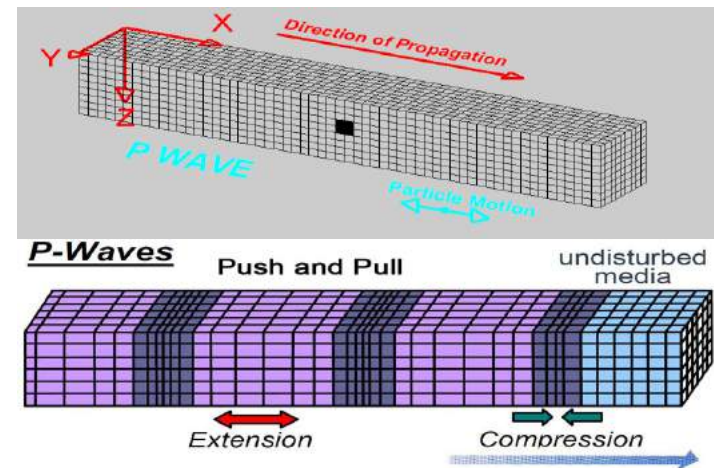 X
Direction of Propagation
Y
Z
P WAVE
Particle Motion
P-Waves
Push and Pull
undisturbed
media
Extension
Compression